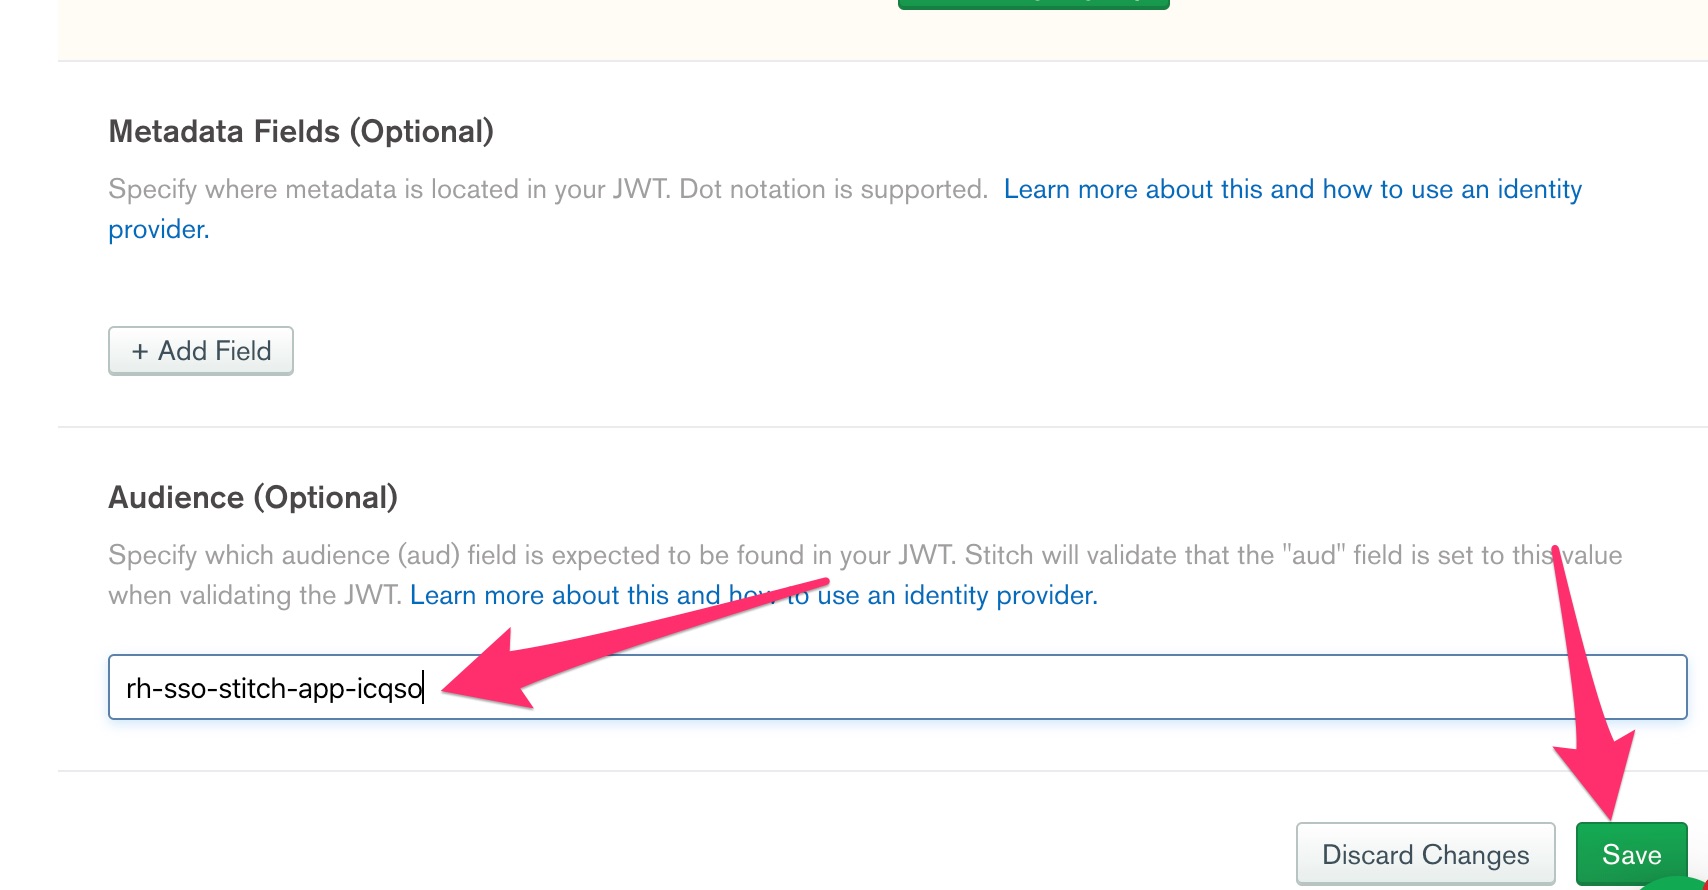 Metadata Fields (Optional)
Specify where metadata is located in your JWT. Dot notation is supported. Learn more about this and how to use an identity
provider.
+ Add Field
Audience (Optional)
Specify which audience (aud) field is expected to be found in your JWT. Stitch will validate that the "aud" field is set to this value
when validating the JWT. Learn more about this and how to use an identity provider.
rh-sso-stitch-app-icqso
Discard Changes Save